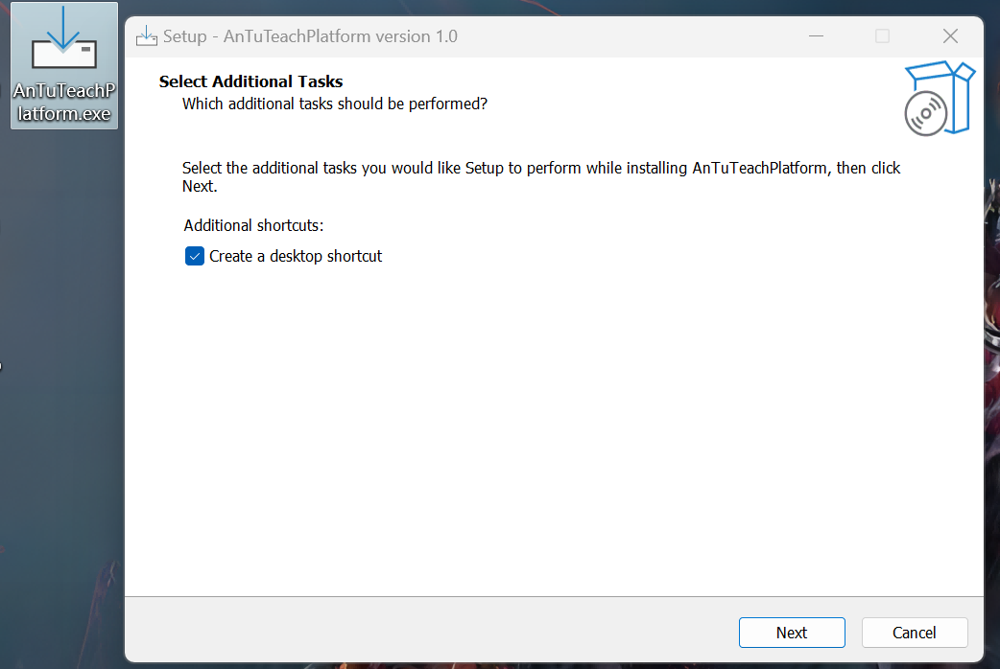 AnTuTeachP
latform.exe
Setup - AnTuTeachPlatform version 1.0
Select Additional Tasks
Which additional tasks should be performed?
Select the additional tasks you would like Setup to perform while installing AnTuTeachPlatform, then click
Next.
Additional shortcuts:
Create a desktop shortcut
Next
Cancel